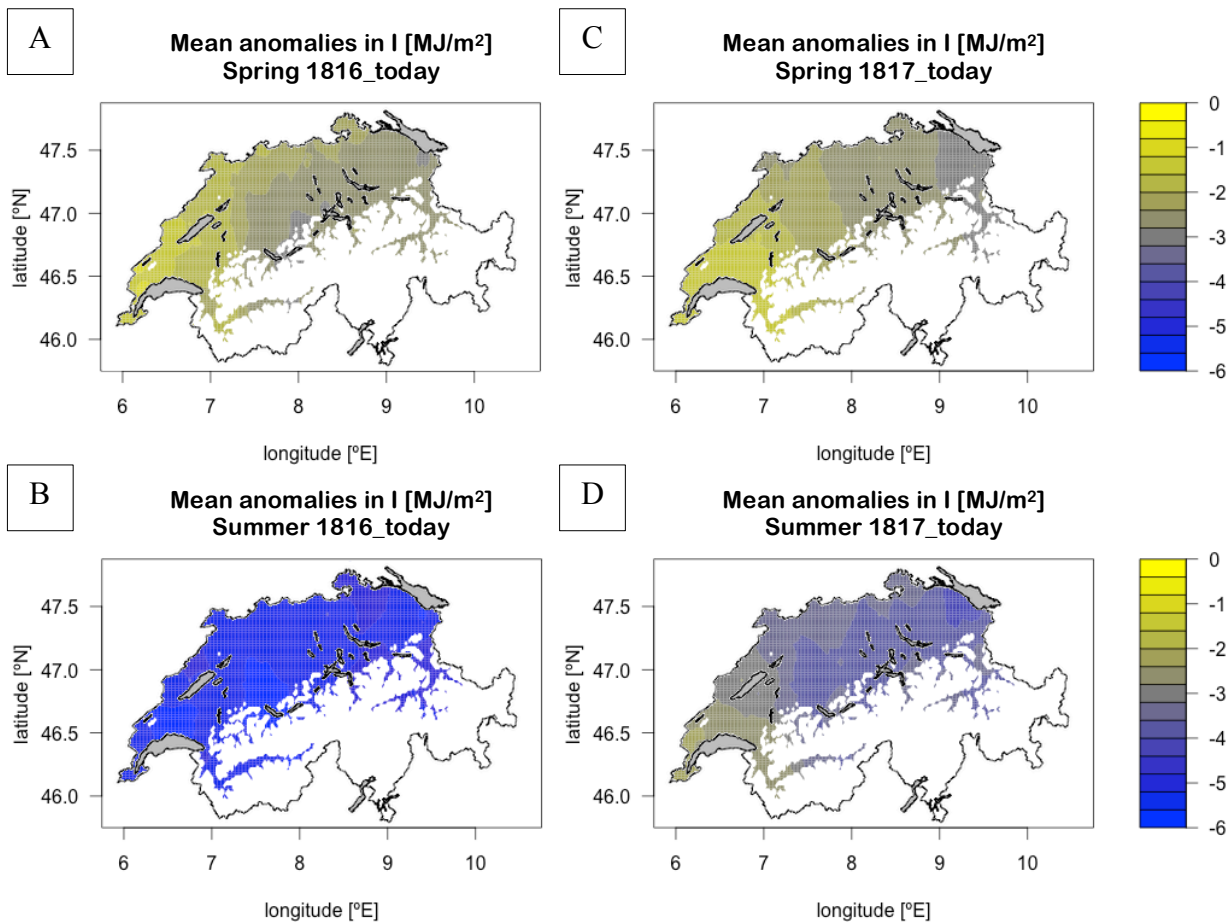 A
Mean anomalies in I [MJ/m²]
Spring 1816_today
latitude [ºN]
47.5
47.0
46.5
46.0
6 7 8 9 10
longitude [ºE]
C
Mean anomalies in I [MJ/m²]
Spring 1817_today
latitude [ºN]
47.5
47.0
46.5
46.0
6 7 8 9 10
longitude [ºE]
0
-1
-2
-3
-4
-5
-6
B
Mean anomalies in I [MJ/m²]
Summer 1816_today
latitude [ºN]
47.5
47.0
46.5
46.0
6 7 8 9 10
longitude [ºE]
D
Mean anomalies in I [MJ/m²]
Summer 1817_today
latitude [ºN]
47.5
47.0
46.5
46.0
6 7 8 9 10
longitude [ºE]
0
-1
-2
-3
-4
-5
-6